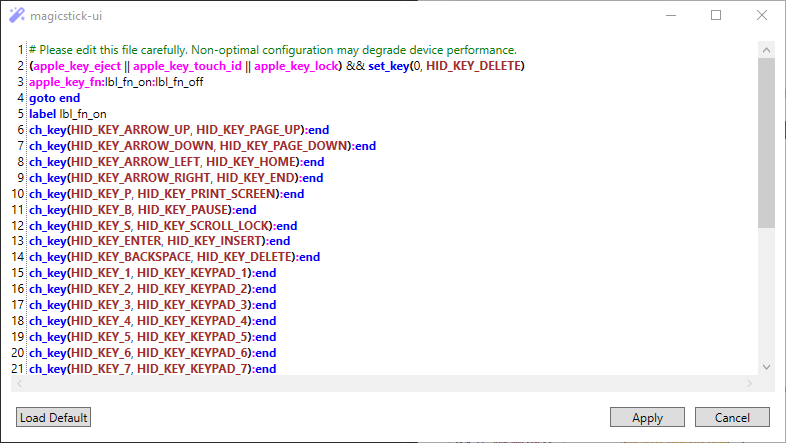 magicstick-ui
1 # Please edit this file carefully. Non-optimal configuration may degrade device performance.
2 (apple_key_eject || apple_key_touch_id || apple_key_lock) && set_key(0, HID_KEY_DELETE)
3 apple_key_fn:lbl_fn_on:lbl_fn_off
4 goto end
5 label lbl_fn_on
6 ch_key(HID_KEY_ARROW_UP, HID_KEY_PAGE_UP):end
7 ch_key(HID_KEY_ARROW_DOWN, HID_KEY_PAGE_DOWN):end
8 ch_key(HID_KEY_ARROW_LEFT, HID_KEY_HOME):end
9 ch_key(HID_KEY_ARROW_RIGHT, HID_KEY_END):end
10 ch_key(HID_KEY_P, HID_KEY_PRINT_SCREEN):end
11 ch_key(HID_KEY_B, HID_KEY_PAUSE):end
12 ch_key(HID_KEY_S, HID_KEY_SCROLL_LOCK):end
13 ch_key(HID_KEY_ENTER, HID_KEY_INSERT):end
14 ch_key(HID_KEY_BACKSPACE, HID_KEY_DELETE):end
15 ch_key(HID_KEY_1, HID_KEY_KEYPAD_1):end
16 ch_key(HID_KEY_2, HID_KEY_KEYPAD_2):end
17 ch_key(HID_KEY_3, HID_KEY_KEYPAD_3):end
18 ch_key(HID_KEY_4, HID_KEY_KEYPAD_4):end
19 ch_key(HID_KEY_5, HID_KEY_KEYPAD_5):end
20 ch_key(HID_KEY_6, HID_KEY_KEYPAD_6):end
21 ch_key(HID_KEY_7, HID_KEY_KEYPAD_7):end
Load Default Apply Cancel